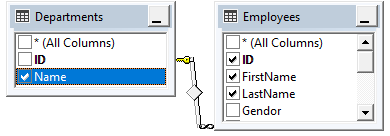 Departments
* (All Columns)
ID
Name
Employees
* (All Columns)
ID
FirstName
LastName
Gendor